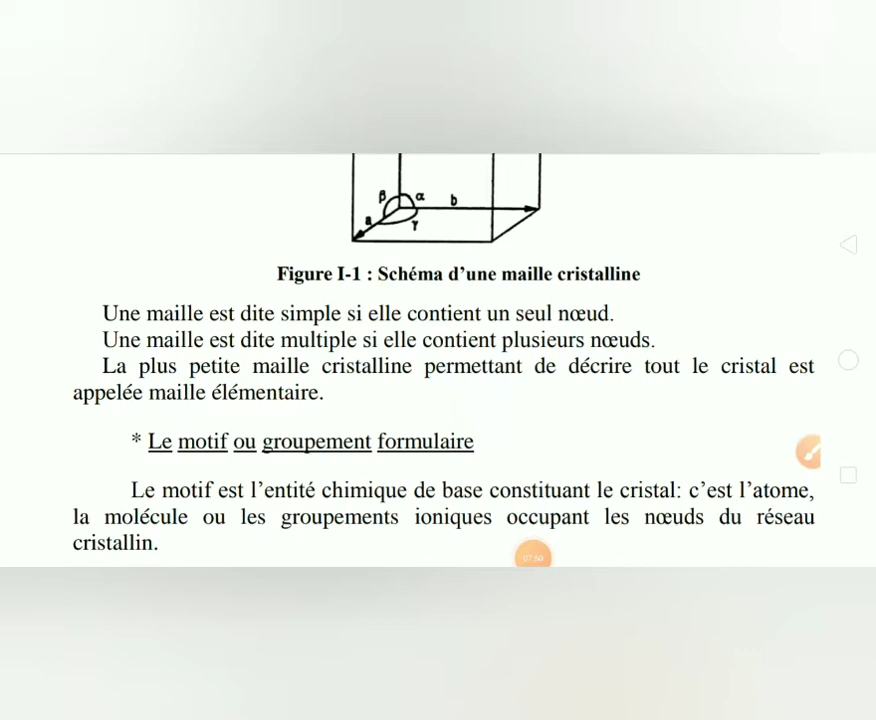 β α b
a γ
Figure I-1 : Schéma d’une maille cristalline
Une maille est dite simple si elle contient un seul nœud.
Une maille est dite multiple si elle contient plusieurs nœuds.
La plus petite maille cristalline permettant de décrire tout le cristal est
appelée maille élémentaire.
* Le motif ou groupement formulaire
Le motif est l’entité chimique de base constituant le cristal: c’est l’atome,
la molécule ou les groupements ioniques occupant les nœuds du réseau
cristallin.
07:50